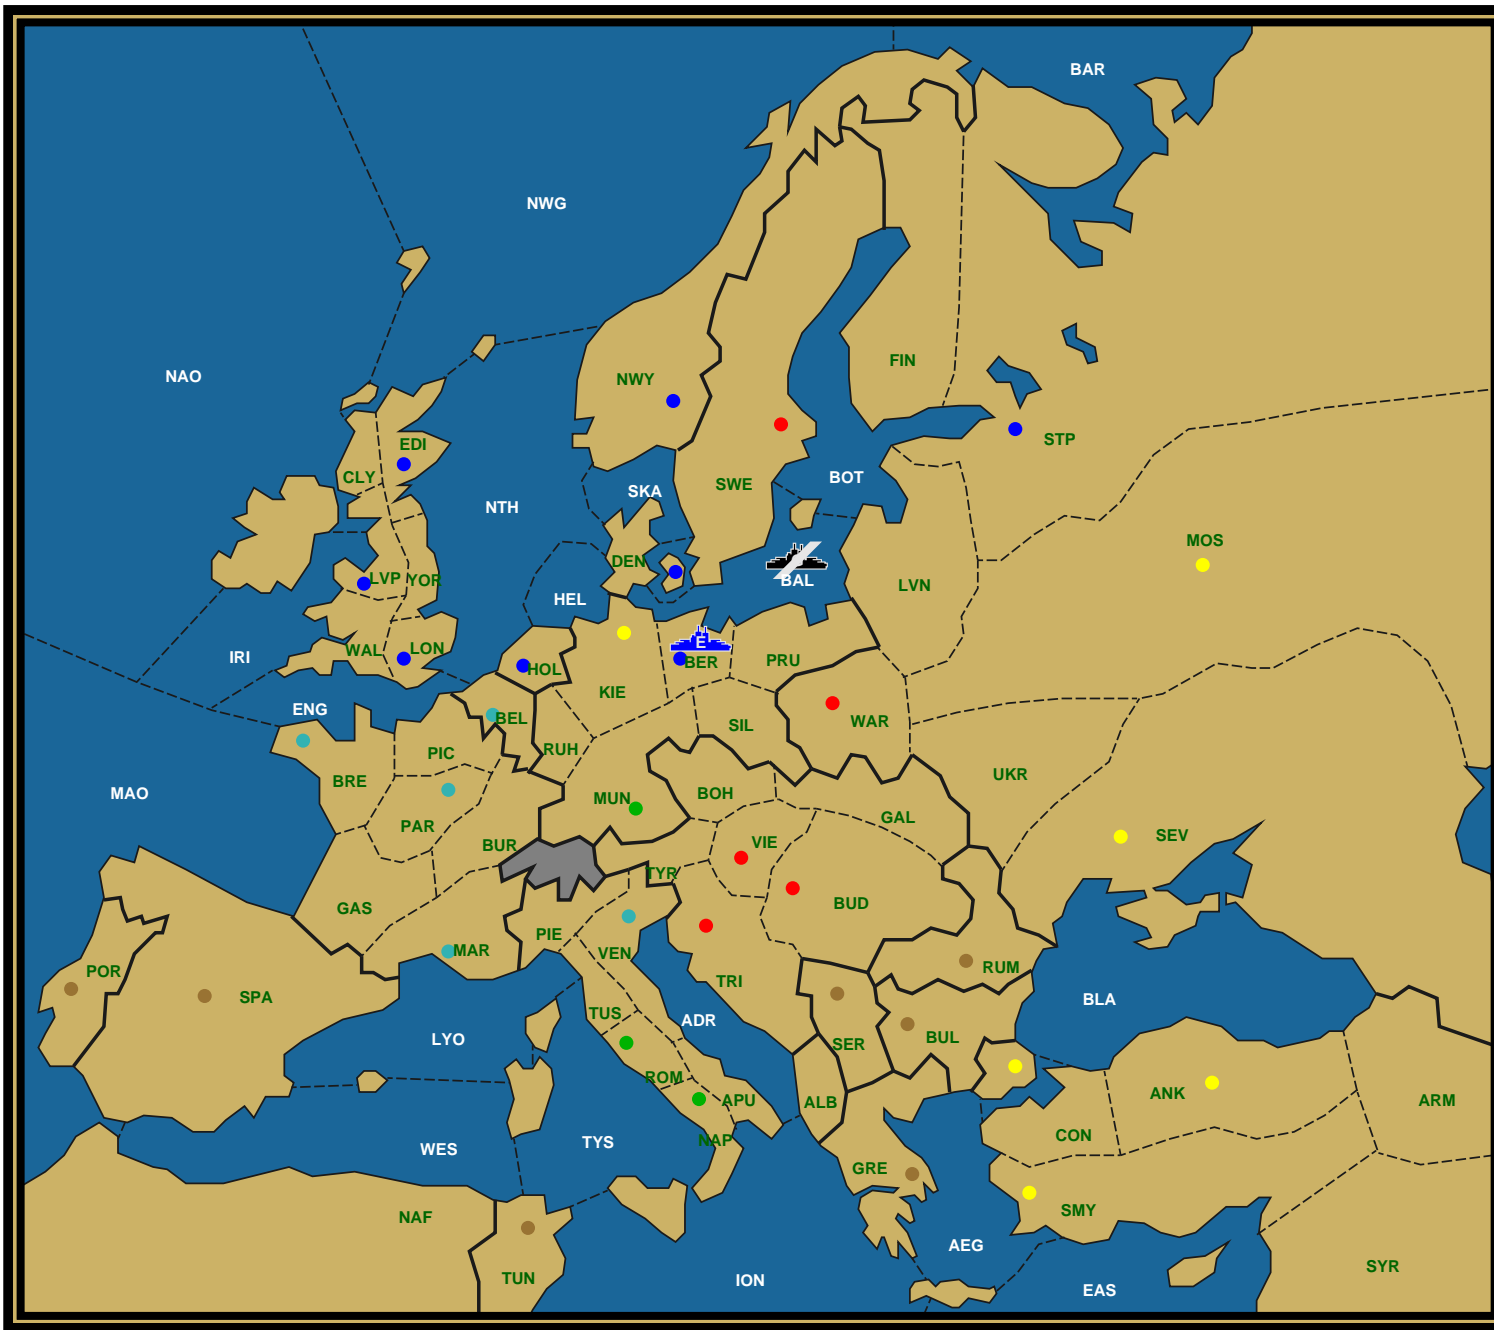 BAR
NWG
NAO
FIN
NWY
STP
EDI
CLY
SWE
BOT
SKA
NTH
MOS
DEN
LVP
YOR
BAL
LVN
HEL
WAL
LON
IRI
HOL
E
BER
PRU
KIE
ENG
BEL
SIL
WAR
RUH
PIC
UKR
BRE
MAO
MUN
BOH
GAL
PAR
SEV
BUR
VIE
TYR
BUD
GAS
PIE
MAR
VEN
POR
RUM
SPA
TRI
BLA
TUS
ADR
LYO
SER
BUL
ROM
ANK
APU
ALB
ARM
CON
NAP
TYS
WES
GRE
SMY
NAF
AEG
SYR
TUN
ION
EAS